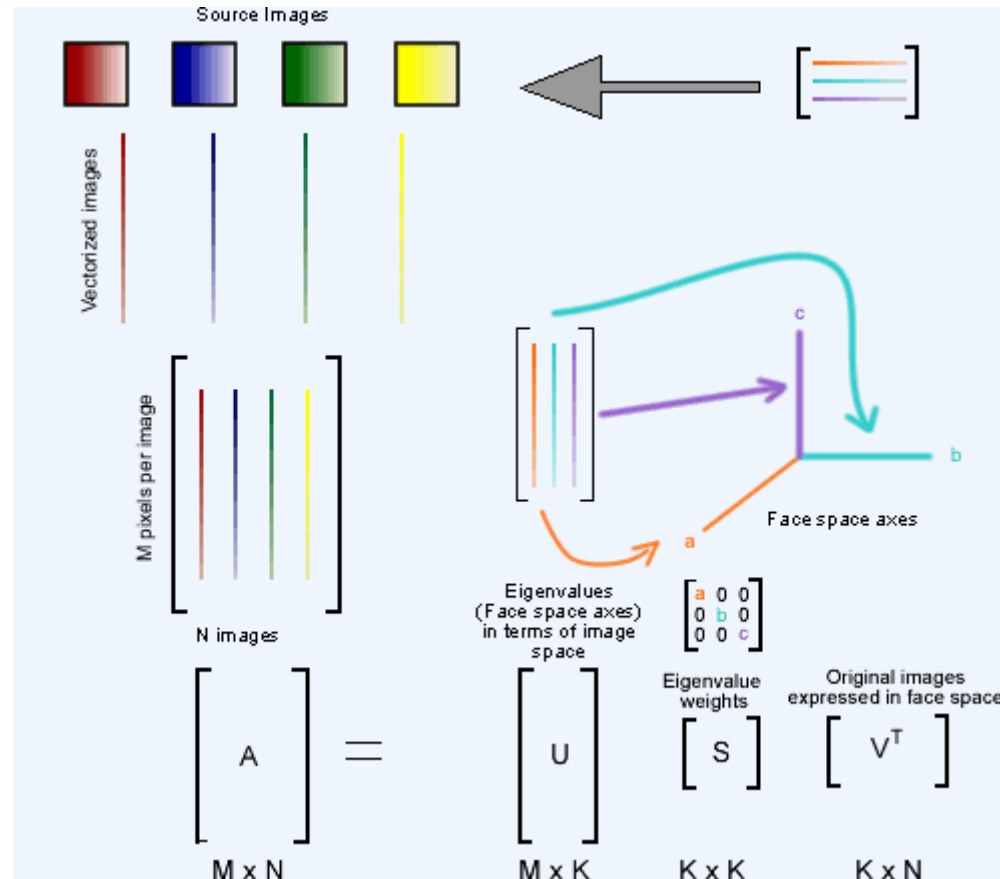 Source Images
Vectorized images
c
b
Face space axes
a
M pixels per image
N images
Eigenvalues
(Face space axes)
in terms of image
space
a 0 0
0 b 0
0 0 c
Eigenvalue
weights
Original images
expressed in face space
A
=
U
S
V^T
M x N
M x K
K x K
K x N